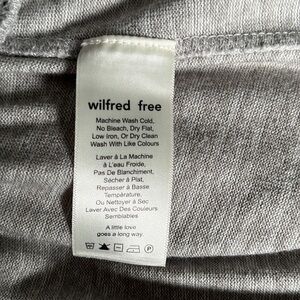 wilfred free
Machine Wash Cold,
No Bleach, Dry Flat,
Low Iron, Or Dry Clean
Wash With Like Colours
Laver à La Machine
à L'eau Froide,
Pas De Blanchiment,
Sécher à Plat,
Repasser à Basse
Température,
Ou Nettoyer à Sec
Laver Avec Des Couleurs
Semblables
A little love
goes a long way.
P